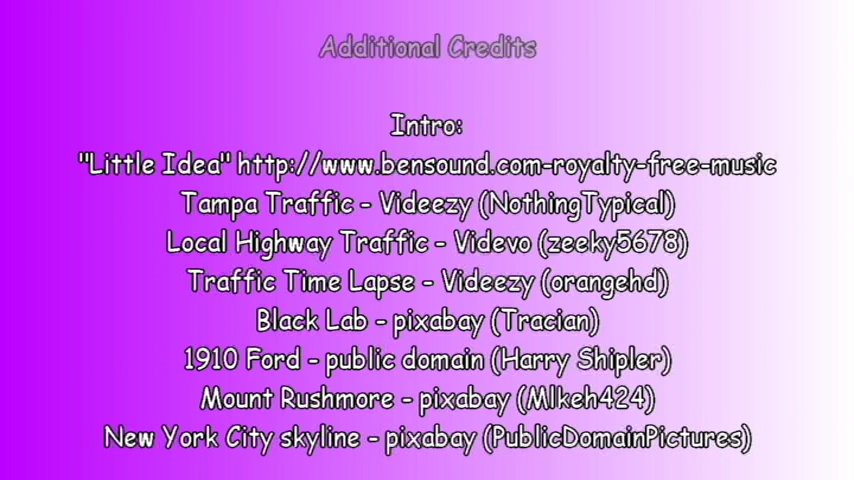 Additional Credits
Intro:
"Little Idea" http://www.bensound.com-royalty-free-music
Tampa Traffic - Videezy (NothingTypical)
Local Highway Traffic - Videvo (zeeky5678)
Traffic Time Lapse - Videezy (orangehd)
Black Lab - pixabay (Tracian)
1910 Ford - public domain (Harry Shipler)
Mount Rushmore - pixabay (Mlkeh424)
New York City skyline - pixabay (PublicDomainPictures)